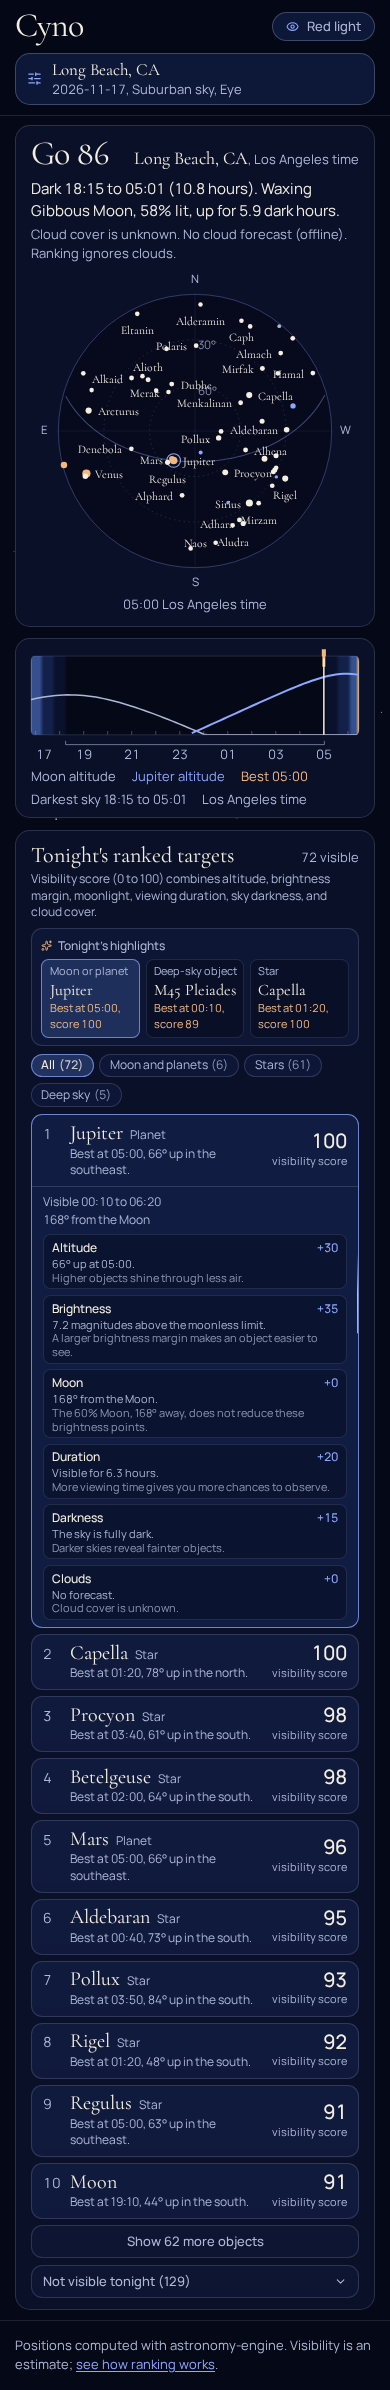 Cyno
Red light
Long Beach, CA
2026-11-17, Suburban sky, Eye
Go 86
Long Beach, CA, Los Angeles time
Dark 18:15 to 05:01 (10.8 hours). Waxing
Gibbous Moon, 58% lit, up for 5.9 dark hours.
Cloud cover is unknown. No cloud forecast (offline).
Ranking ignores clouds.
N
Eltanin
Alderamin
Caph
Polaris
30°
Almach
Alioth
Mirfak
Hamal
Alkaid
Merak
Dubhe
60°
Menkalinan
Capella
Arcturus
E
Pollux
Aldebaran
W
Denebola
Mars
Jupiter
Alhena
Venus
Regulus
Procyon
Alphard
Sirius
Rigel
Adhara
Mirzam
Naos
Aludra
S
05:00 Los Angeles time
17 19 21 23 01 03 05
Moon altitude Jupiter altitude Best 05:00
Darkest sky 18:15 to 05:01 Los Angeles time
Tonight's ranked targets
72 visible
Visibility score (0 to 100) combines altitude, brightness
margin, moonlight, viewing duration, sky darkness, and
cloud cover.
Tonight's highlights
Moon or planet
Jupiter
Best at 05:00,
score 100
Deep-sky object
M45 Pleiades
Best at 00:10,
score 89
Star
Capella
Best at 01:20,
score 100
All (72)
Moon and planets (6)
Stars (61)
Deep sky (5)
1 Jupiter Planet
Best at 05:00, 66° up in the
southeast.
100
visibility score
Visible 00:10 to 06:20
168° from the Moon
Altitude +30
66° up at 05:00.
Higher objects shine through less air.
Brightness +35
7.2 magnitudes above the moonless limit.
A larger brightness margin makes an object easier to
see.
Moon +0
168° from the Moon.
The 60% Moon, 168° away, does not reduce these
brightness points.
Duration +20
Visible for 6.3 hours.
More viewing time gives you more chances to observe.
Darkness +15
The sky is fully dark.
Darker skies reveal fainter objects.
Clouds +0
No forecast.
Cloud cover is unknown.
2 Capella Star
Best at 01:20, 78° up in the north.
100
visibility score
3 Procyon Star
Best at 03:40, 61° up in the south.
98
visibility score
4 Betelgeuse Star
Best at 02:00, 64° up in the south.
98
visibility score
5 Mars Planet
Best at 05:00, 66° up in the
southeast.
96
visibility score
6 Aldebaran Star
Best at 00:40, 73° up in the south.
95
visibility score
7 Pollux Star
Best at 03:50, 84° up in the south.
93
visibility score
8 Rigel Star
Best at 01:20, 48° up in the south.
92
visibility score
9 Regulus Star
Best at 05:00, 63° up in the
southeast.
91
visibility score
10 Moon
Best at 19:10, 44° up in the south.
91
visibility score
Show 62 more objects
Not visible tonight (129)
Positions computed with astronomy-engine. Visibility is an
estimate; see how ranking works.